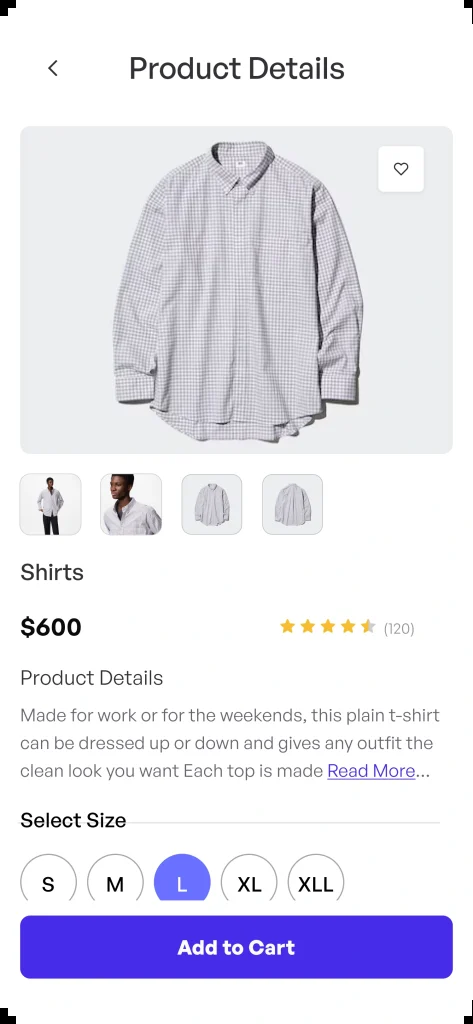 Product Details
Shirts
$600
(120)
Product Details
Made for work or for the weekends, this plain t-shirt
can be dressed up or down and gives any outfit the
clean look you want Each top is made Read More...
Select Size
S M L XL XLL
Add to Cart